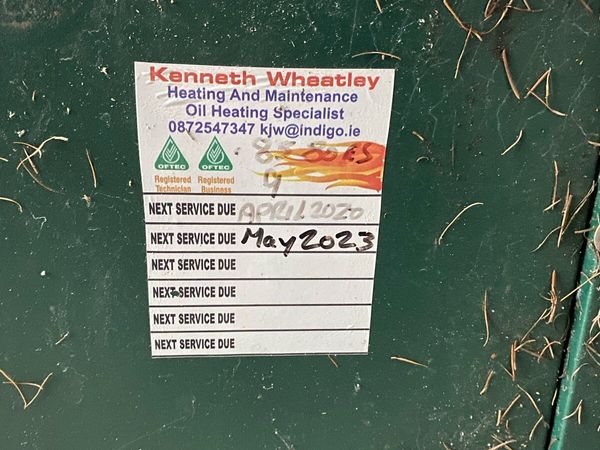 Kenneth Wheatley
Heating And Maintenance
Oil Heating Specialist
0872547347 kjw@indigo.ie
OFTEC OFTEC
Registered Technician Registered Business
NEXT SERVICE DUE APRIL 2020
NEXT SERVICE DUE May 2023
NEXT SERVICE DUE
NEXT SERVICE DUE
NEXT SERVICE DUE
NEXT SERVICE DUE